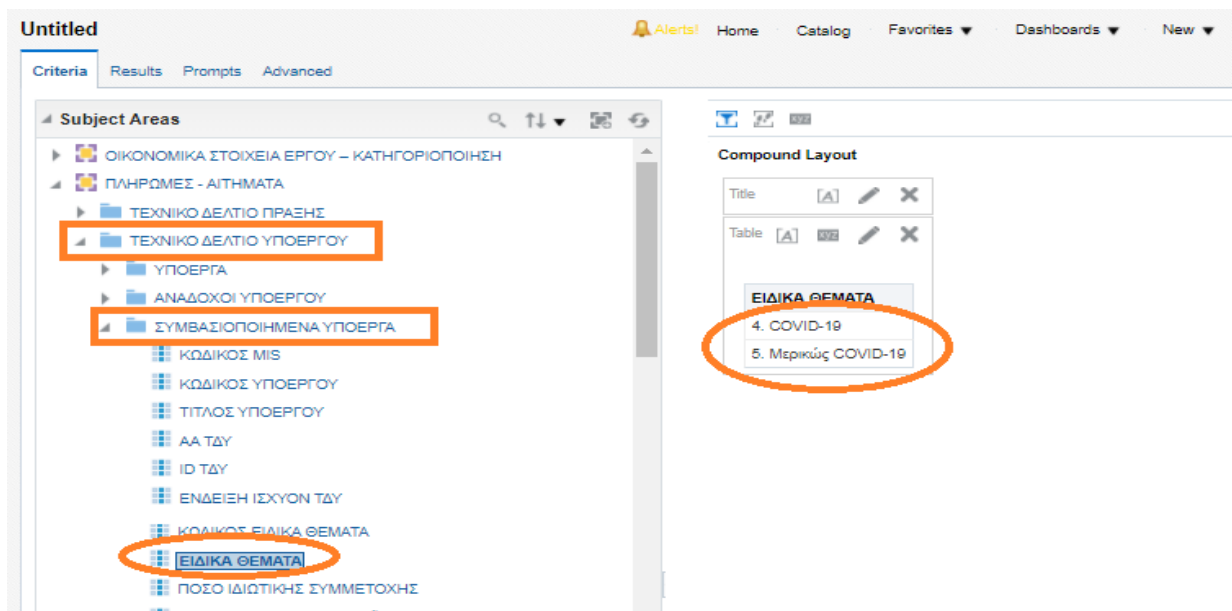 Untitled
Alerts! Home Catalog Favorites Dashboards New
Criteria Results Prompts Advanced
Subject Areas
ΟΙΚΟΝΟΜΙΚΑ ΣΤΟΙΧΕΙΑ ΕΡΓΟΥ – ΚΑΤΗΓΟΡΙΟΠΟΙΗΣΗ
ΠΛΗΡΩΜΕΣ - ΑΙΤΗΜΑΤΑ
ΤΕΧΝΙΚΟ ΔΕΛΤΙΟ ΠΡΑΞΗΣ
ΤΕΧΝΙΚΟ ΔΕΛΤΙΟ ΥΠΟΕΡΓΟΥ
ΥΠΟΕΡΓΑ
ΑΝΑΔΟΧΟΙ ΥΠΟΕΡΓΟΥ
ΣΥΜΒΑΣΙΟΠΟΙΗΜΕΝΑ ΥΠΟΕΡΓΑ
ΚΩΔΙΚΟΣ MIS
ΚΩΔΙΚΟΣ ΥΠΟΕΡΓΟΥ
ΤΙΤΛΟΣ ΥΠΟΕΡΓΟΥ
ΑΑ ΤΔΥ
ID ΤΔΥ
ΕΝΔΕΙΞΗ ΙΣΧΥΟΝ ΤΔΥ
ΚΩΔΙΚΟΣ ΕΙΔΙΚΑ ΘΕΜΑΤΑ
ΕΙΔΙΚΑ ΘΕΜΑΤΑ
ΠΟΣΟ ΙΔΙΩΤΙΚΗΣ ΣΥΜΜΕΤΟΧΗΣ
xyz
Compound Layout
Title [A]
Table [A] xyz
ΕΙΔΙΚΑ ΘΕΜΑΤΑ
4. COVID-19
5. Μερικώς COVID-19